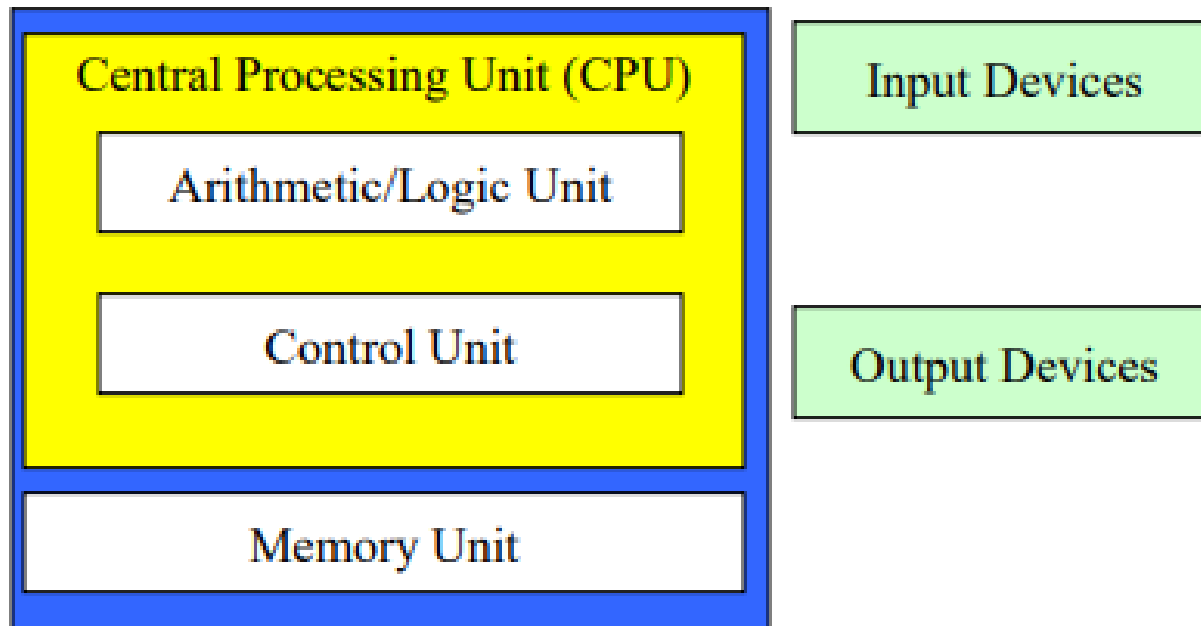 Central Processing Unit (CPU)
Arithmetic/Logic Unit
Control Unit
Memory Unit
Input Devices
Output Devices